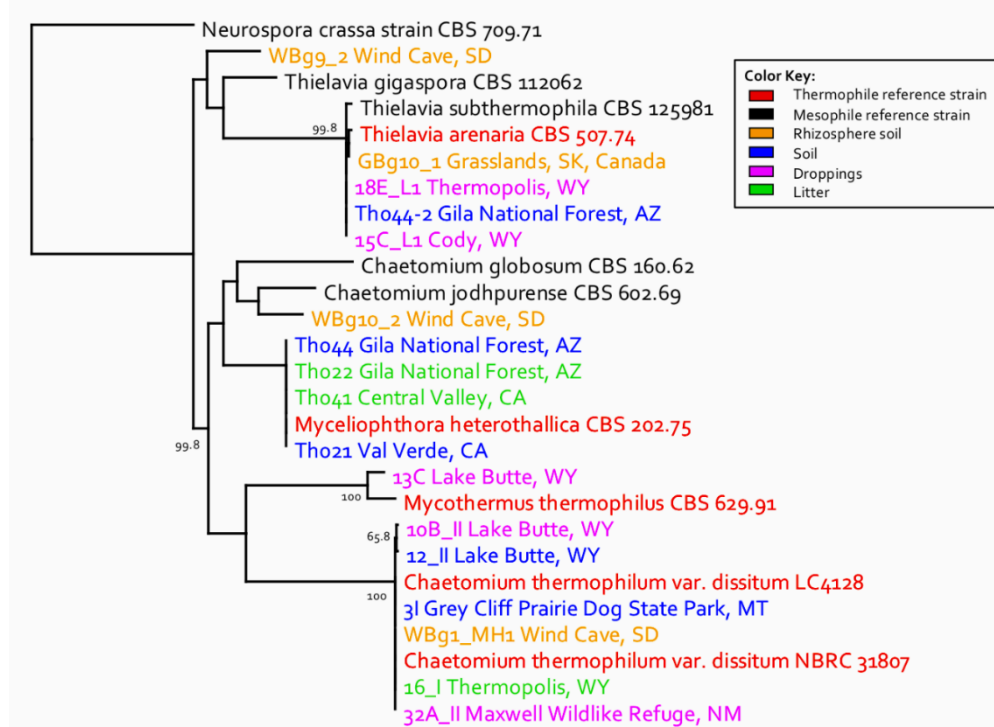 Neurospora crassa strain CBS 709.71
WBg9_2 Wind Cave, SD
Thielavia gigaspora CBS 112062
Thielavia subthermophila CBS 125981
99.8
Thielavia arenaria CBS 507.74
GBg10_1 Grasslands, SK, Canada
18E_L1 Thermopolis, WY
Tho44-2 Gila National Forest, AZ
15C_L1 Cody, WY
Chaetomium globosum CBS 160.62
Chaetomium jodhpurense CBS 602.69
WBg10_2 Wind Cave, SD
Tho44 Gila National Forest, AZ
Tho22 Gila National Forest, AZ
Tho41 Central Valley, CA
Myceliophthora heterothallica CBS 202.75
99.8
Tho21 Val Verde, CA
13C Lake Butte, WY
100
Mycothermus thermophilus CBS 629.91
10B_II Lake Butte, WY
65.8
12_II Lake Butte, WY
Chaetomium thermophilum var. dissitum LC4128
100
3I Grey Cliff Prairie Dog State Park, MT
WBg1_MH1 Wind Cave, SD
Chaetomium thermophilum var. dissitum NBRC 31807
16_I Thermopolis, WY
32A_II Maxwell Wildlike Refuge, NM
Color Key:
Thermophile reference strain
Mesophile reference strain
Rhizosphere soil
Soil
Droppings
Litter